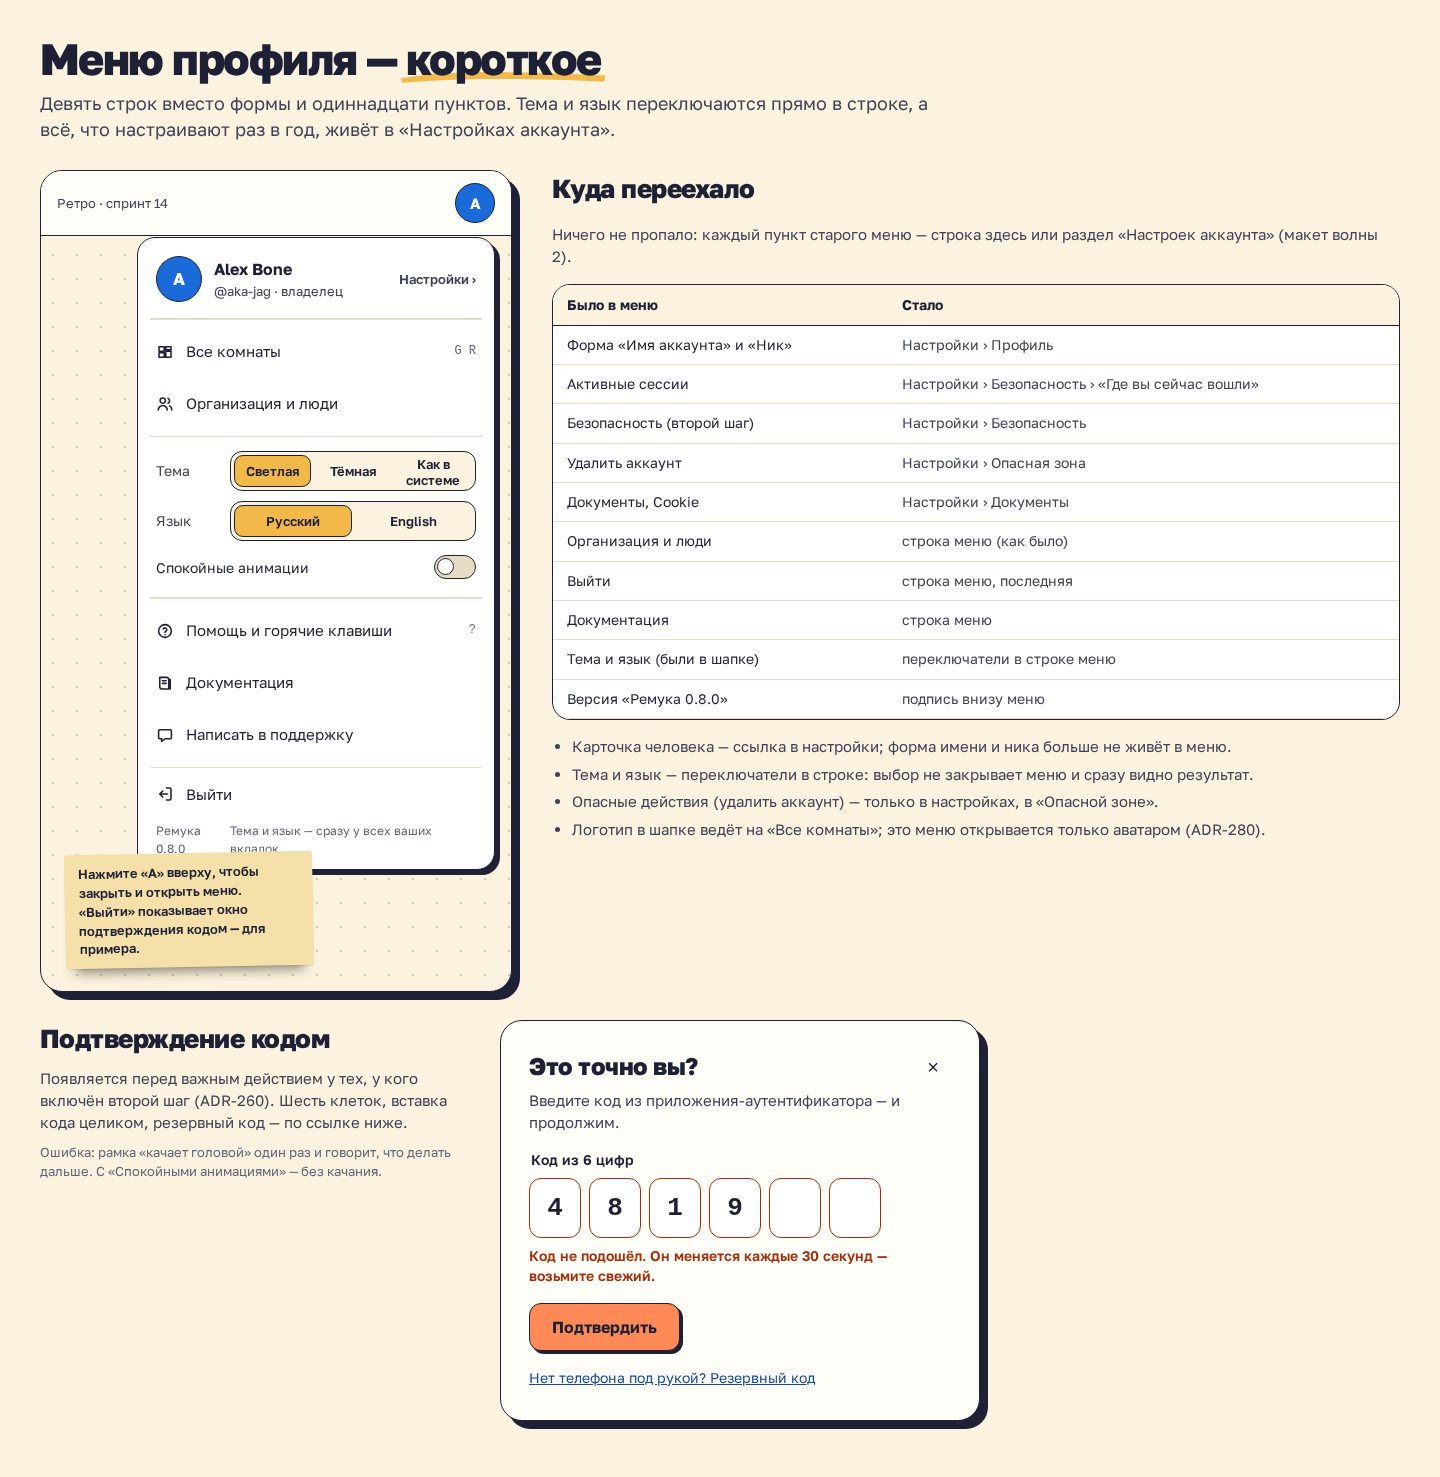 Меню профиля — короткое
Девять строк вместо формы и одиннадцати пунктов. Тема и язык переключаются прямо в строке, а
всё, что настраивают раз в год, живёт в «Настройках аккаунта».
Ретро · спринт 14
A
A
Alex Bone
@aka-jag · владелец
Настройки ›
Все комнаты
G R
Организация и люди
Тема
Светлая
Тёмная
Как в
системе
Язык
Русский
English
Спокойные анимации
Помощь и горячие клавиши
?
Документация
Написать в поддержку
Выйти
Ремука
0.8.0
Тема и язык — сразу у всех ваших
вкладок
Нажмите «А» вверху, чтобы
закрыть и открыть меню.
«Выйти» показывает окно
подтверждения кодом — для
примера.
Куда переехало
Ничего не пропало: каждый пункт старого меню — строка здесь или раздел «Настроек аккаунта» (макет волны
2).
Было в меню
Стало
Форма «Имя аккаунта» и «Ник»
Настройки › Профиль
Активные сессии
Настройки › Безопасность › «Где вы сейчас вошли»
Безопасность (второй шаг)
Настройки › Безопасность
Удалить аккаунт
Настройки › Опасная зона
Документы, Cookie
Настройки › Документы
Организация и люди
строка меню (как было)
Выйти
строка меню, последняя
Документация
строка меню
Тема и язык (были в шапке)
переключатели в строке меню
Версия «Ремука 0.8.0»
подпись внизу меню
• Карточка человека — ссылка в настройки; форма имени и ника больше не живёт в меню.
• Тема и язык — переключатели в строке: выбор не закрывает меню и сразу видно результат.
• Опасные действия (удалить аккаунт) — только в настройках, в «Опасной зоне».
• Логотип в шапке ведёт на «Все комнаты»; это меню открывается только аватаром (ADR-280).
Подтверждение кодом
Появляется перед важным действием у тех, у кого
включён второй шаг (ADR-260). Шесть клеток, вставка
кода целиком, резервный код — по ссылке ниже.
Ошибка: рамка «качает головой» один раз и говорит, что делать
дальше. С «Спокойными анимациями» — без качания.
Это точно вы?
×
Введите код из приложения-аутентификатора — и
продолжим.
Код из 6 цифр
4 8 1 9
Код не подошёл. Он меняется каждые 30 секунд —
возьмите свежий.
Подтвердить
Нет телефона под рукой? Резервный код